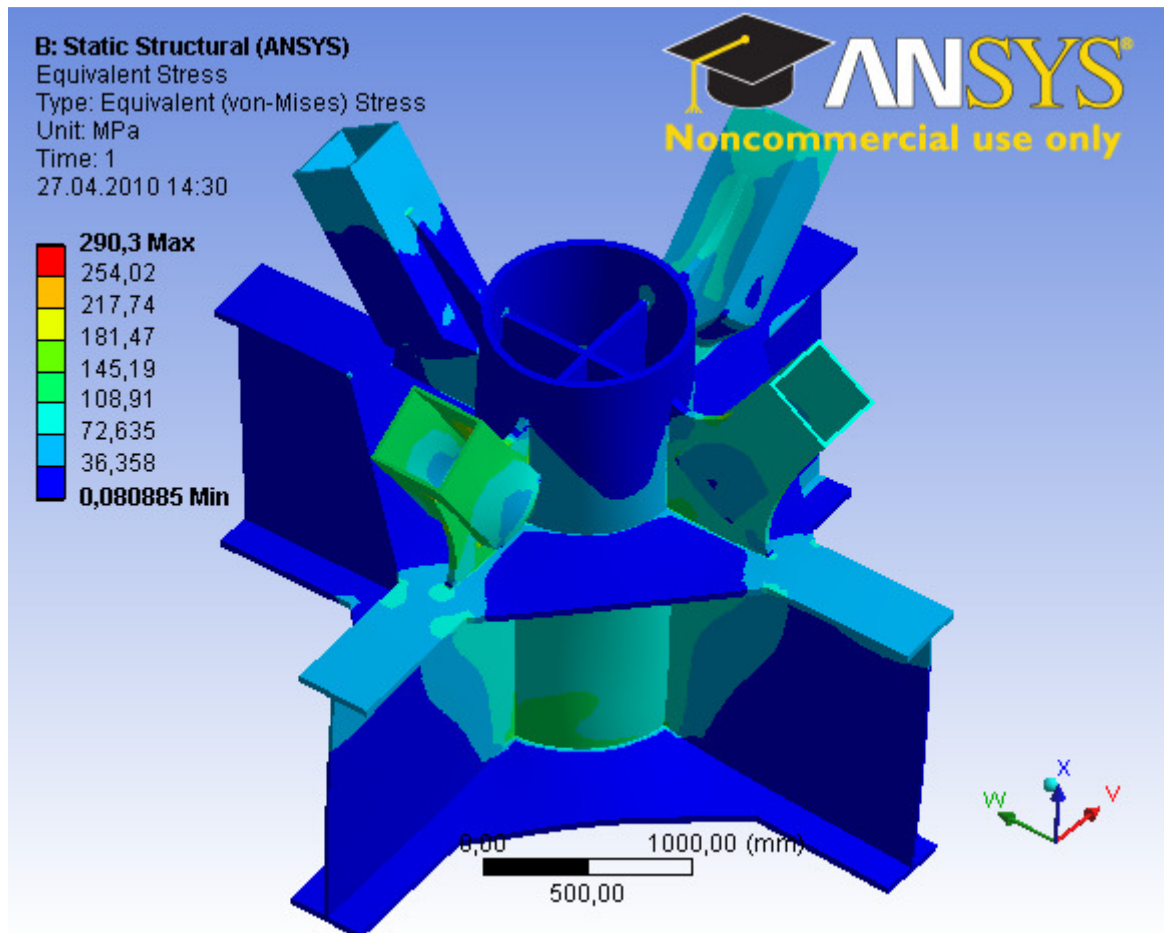 B: Static Structural (ANSYS)
Equivalent Stress
Type: Equivalent (von-Mises) Stress
Unit: MPa
Time: 1
27.04.2010 14:30
ANSYS®
Noncommercial use only
290,3 Max
254,02
217,74
181,47
145,19
108,91
72,635
36,358
0,080885 Min
X
W
V
0,00
1000,00 (mm)
500,00